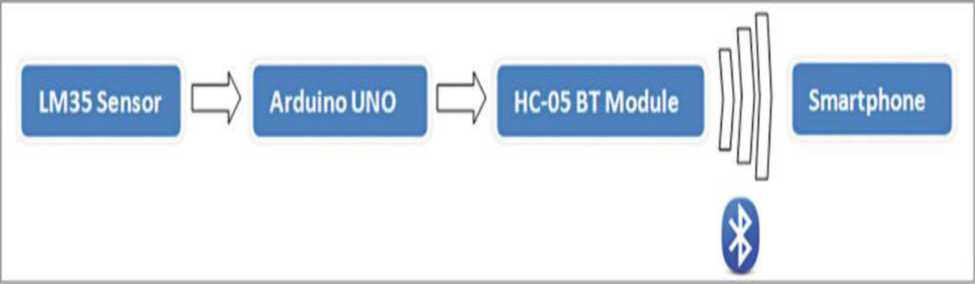 LM35 Sensor
Arduino UNO
HC-05 BT Module
Smartphone